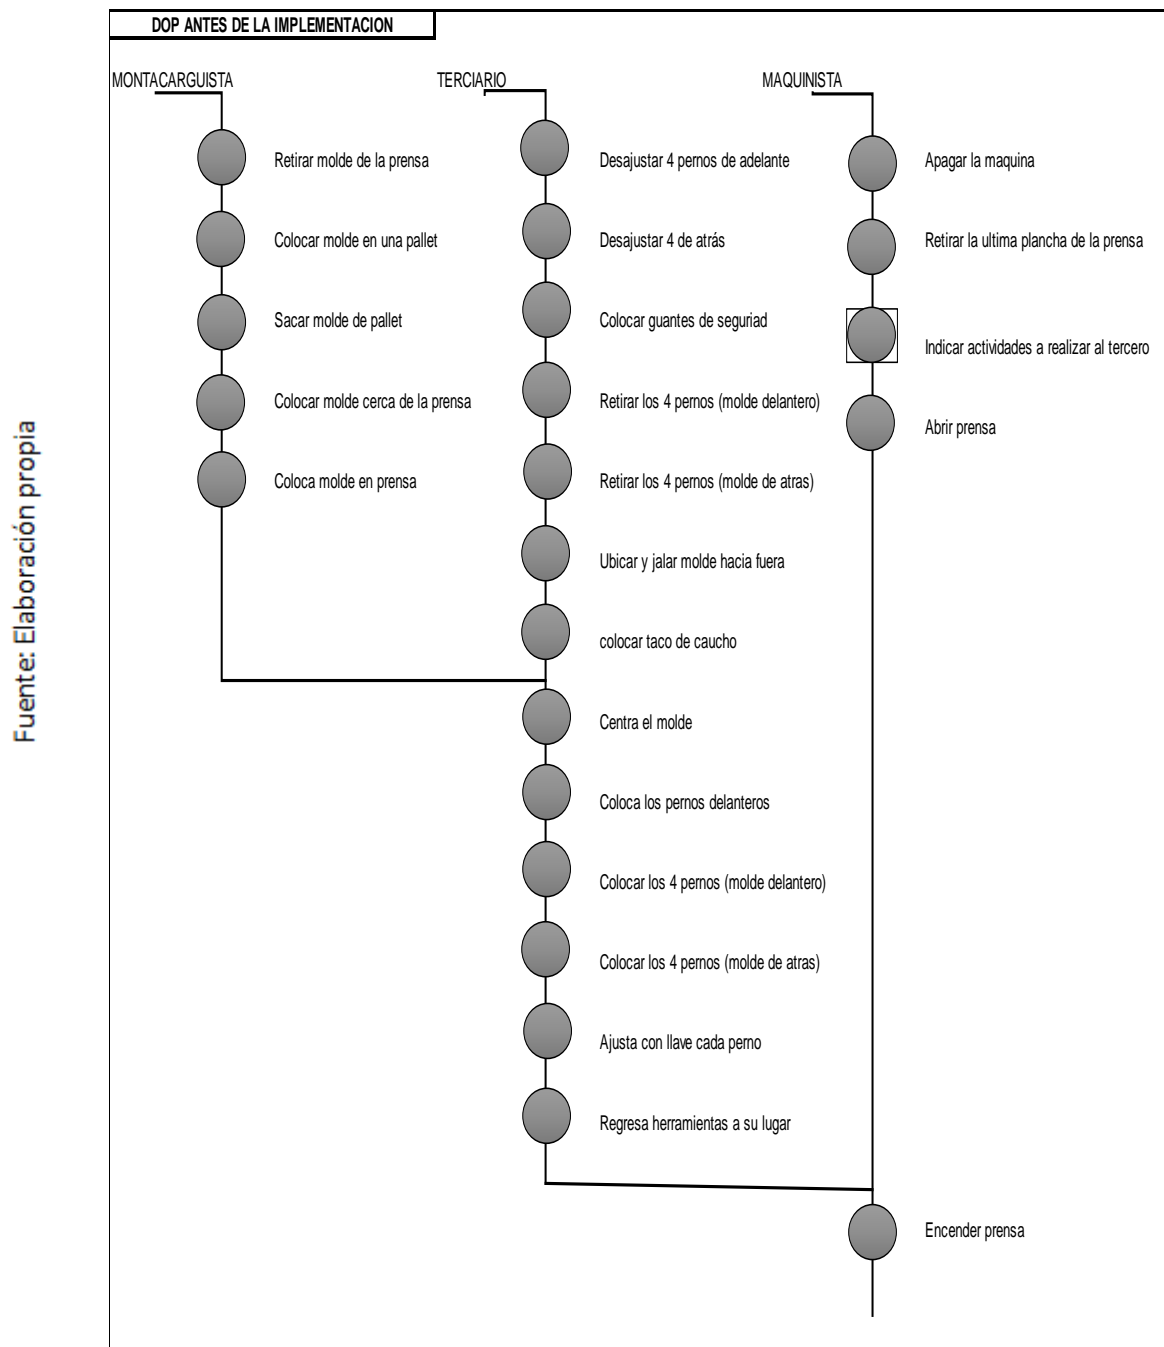 DOP ANTES DE LA IMPLEMENTACION
MONTACARGUISTA
Retirar molde de la prensa
Colocar molde en una pallet
Sacar molde de pallet
Colocar molde cerca de la prensa
Coloca molde en prensa
TERCIARIO
Desajustar 4 pernos de adelante
Desajustar 4 de atrás
Colocar guantes de seguriad
Retirar los 4 pernos (molde delantero)
Retirar los 4 pernos (molde de atras)
Ubicar y jalar molde hacia fuera
colocar taco de caucho
Centra el molde
Coloca los pernos delanteros
Colocar los 4 pernos (molde delantero)
Colocar los 4 pernos (molde de atras)
Ajusta con llave cada perno
Regresa herramientas a su lugar
MAQUINISTA
Apagar la maquina
Retirar la ultima plancha de la prensa
Indicar actividades a realizar al tercero
Abrir prensa
Encender prensa
Fuente: Elaboración propia